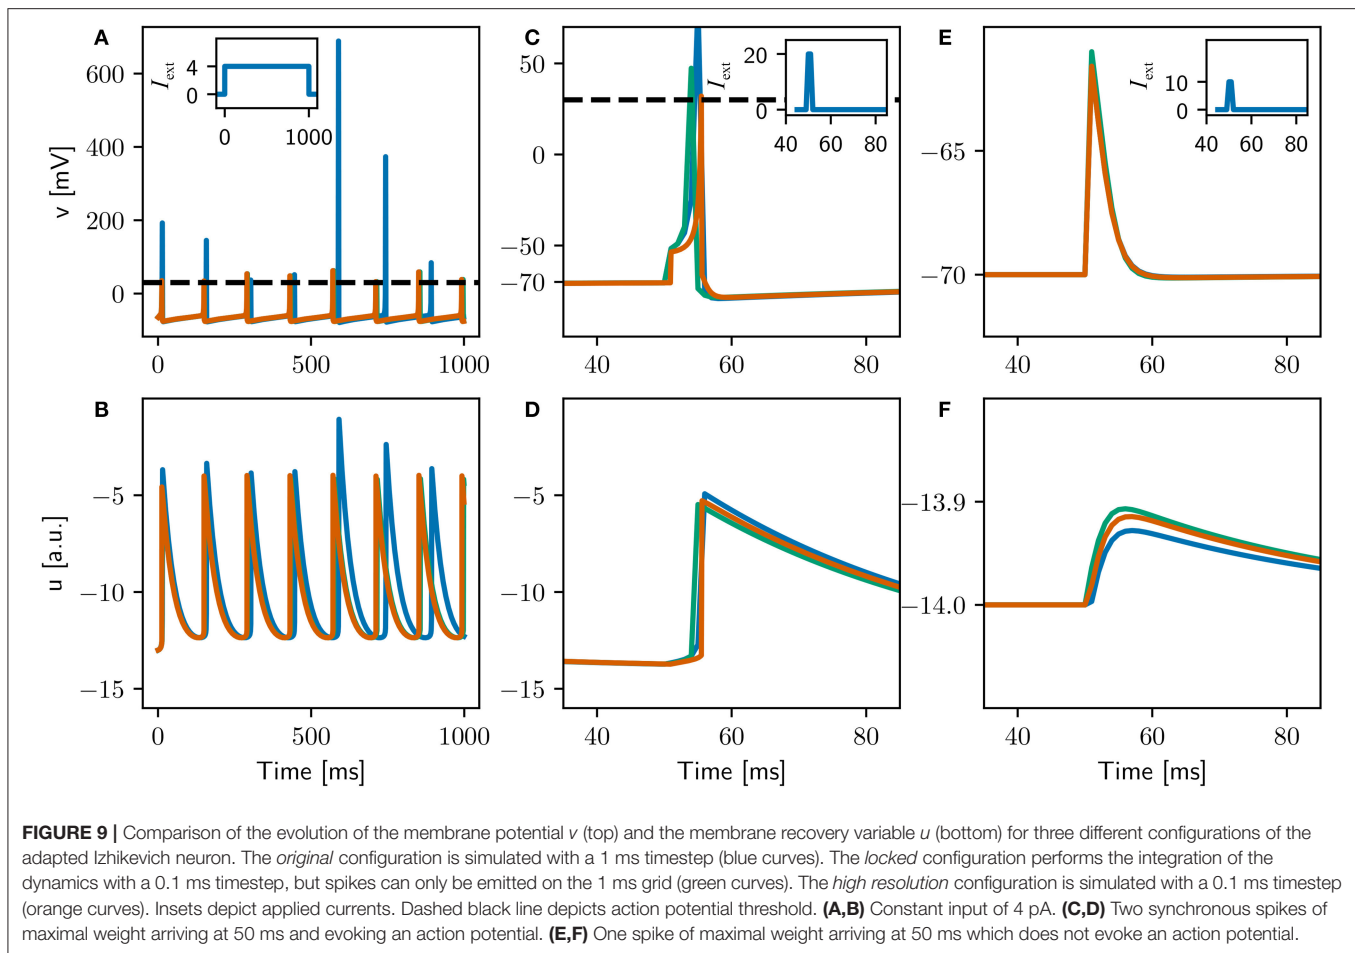 A
C
E
600
400
200
0
v [mV]
I_ext
4
0
0
1000
0
500
1000
50
0
−50
−70
I_ext
20
0
40
80
40
60
80
−65
−70
I_ext
10
0
40
80
40
60
80
B
D
F
−5
−10
−15
u [a.u.]
0
500
1000
Time [ms]
−5
−10
−15
40
60
80
Time [ms]
−13.9
−14.0
40
60
80
Time [ms]
FIGURE 9 | Comparison of the evolution of the membrane potential v (top) and the membrane recovery variable u (bottom) for three different configurations of the
adapted Izhikevich neuron. The original configuration is simulated with a 1 ms timestep (blue curves). The locked configuration performs the integration of the
dynamics with a 0.1 ms timestep, but spikes can only be emitted on the 1 ms grid (green curves). The high resolution configuration is simulated with a 0.1 ms timestep
(orange curves). Insets depict applied currents. Dashed black line depicts action potential threshold. (A,B) Constant input of 4 pA. (C,D) Two synchronous spikes of
maximal weight arriving at 50 ms and evoking an action potential. (E,F) One spike of maximal weight arriving at 50 ms which does not evoke an action potential.